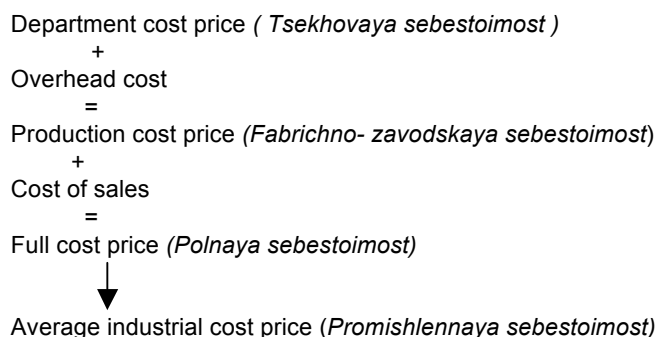 Department cost price ( Tsekhovaya sebestoimost )
+
Overhead cost
=
Production cost price (Fabrichno- zavodskaya sebestoimost)
+
Cost of sales
=
Full cost price (Polnaya sebestoimost)
Average industrial cost price (Promishlennaya sebestoimost)